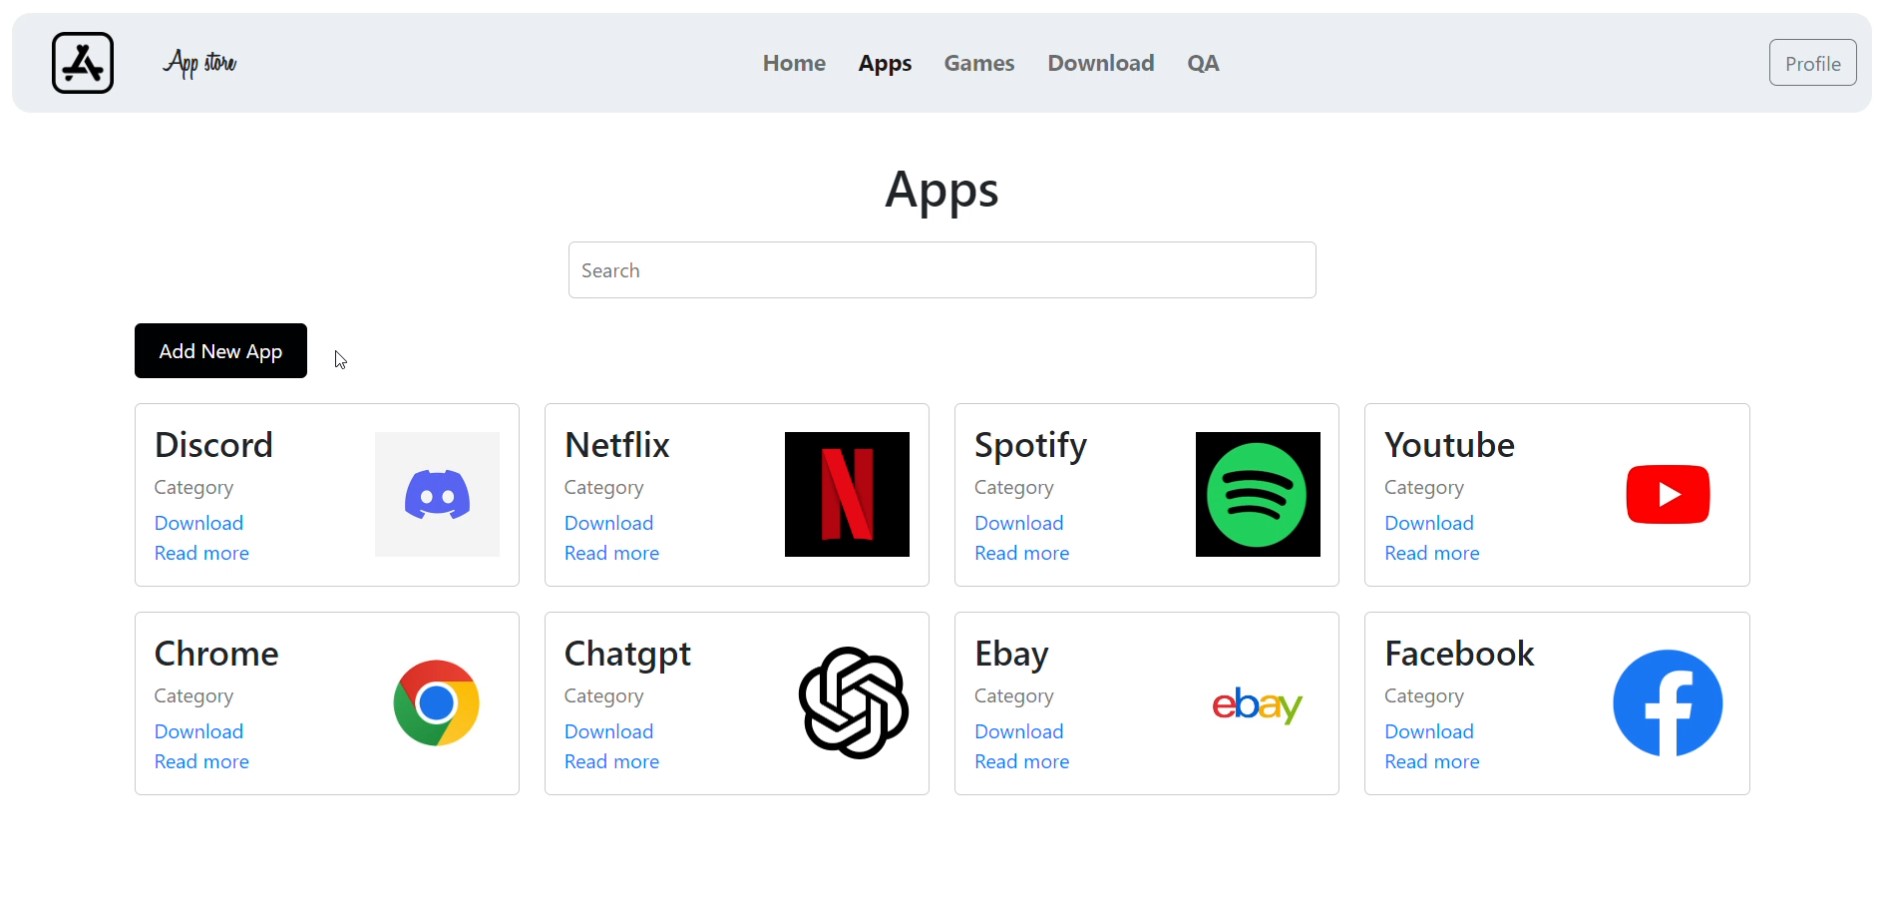 App store
Home Apps Games Download QA
Profile
Apps
Search
Add New App
Discord
Category
Download
Read more
Netflix
Category
Download
Read more
Spotify
Category
Download
Read more
Youtube
Category
Download
Read more
Chrome
Category
Download
Read more
Chatgpt
Category
Download
Read more
Ebay
Category
Download
Read more
ebay
Facebook
Category
Download
Read more